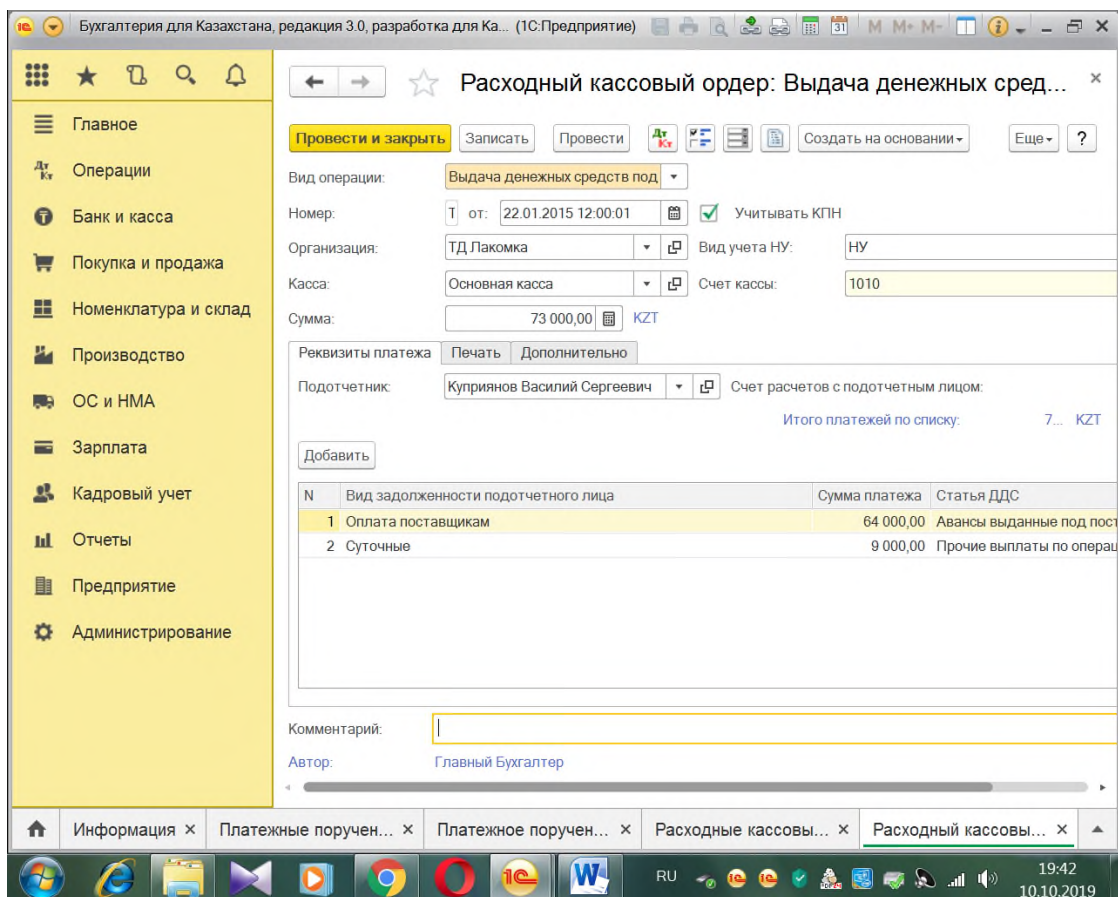 Бухгалтерия для Казахстана, редакция 3.0, разработка для Ка... (1С:Предприятие) 31 M M+ M-
Расходный кассовый ордер: Выдача денежных сред...
Главное
Операции
Банк и касса
Покупка и продажа
Номенклатура и склад
Производство
ОС и НМА
Зарплата
Кадровый учет
Отчеты
Предприятие
Администрирование
Провести и закрыть Записать Провести Дт Кт Создать на основании Еще ?
Вид операции: Выдача денежных средств под
Номер: Т от: 22.01.2015 12:00:01 Учитывать КПН
Организация: ТД Лакомка Вид учета НУ: НУ
Касса: Основная касса Счет кассы: 1010
Сумма: 73 000,00 KZT
Реквизиты платежа Печать Дополнительно
Подотчетник: Куприянов Василий Сергеевич Счет расчетов с подотчетным лицом:
Итого платежей по списку: 7... KZT
Добавить
N Вид задолженности подотчетного лица Сумма платежа Статья ДДС
1 Оплата поставщикам 64 000,00 Авансы выданные под пост
2 Суточные 9 000,00 Прочие выплаты по операц
Комментарий:
Автор: Главный Бухгалтер
Информация × Платежные поручен... × Платежное поручен... × Расходные кассовы... × Расходный кассовы... ×
RU 19:42
10.10.2019